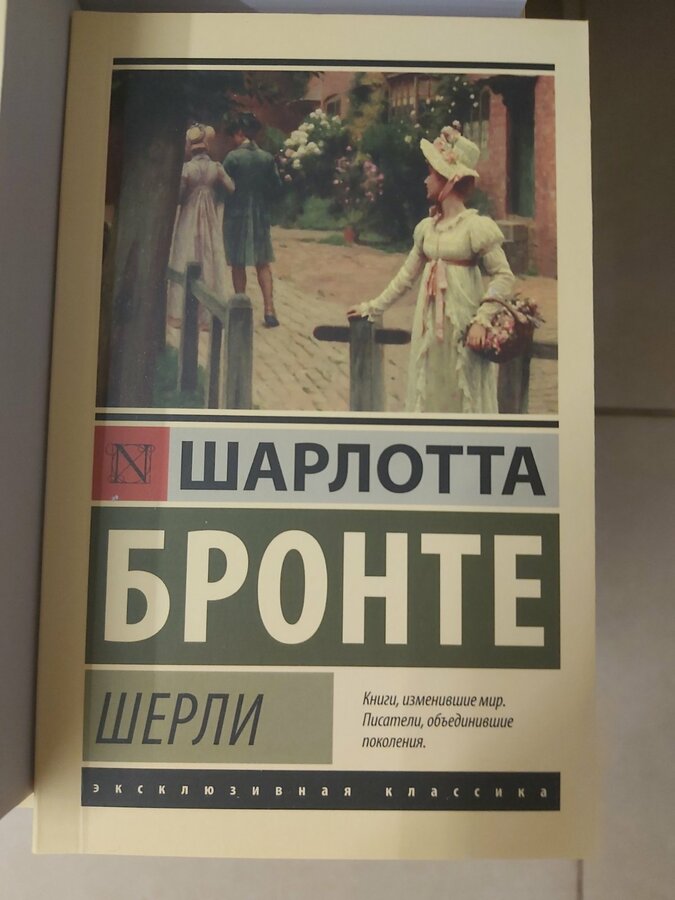 N ШАРЛОТТА
БРОНТЕ
ШЕРЛИ
Книги, изменившие мир.
Писатели, объединившие
поколения.
эксклюзивная классика